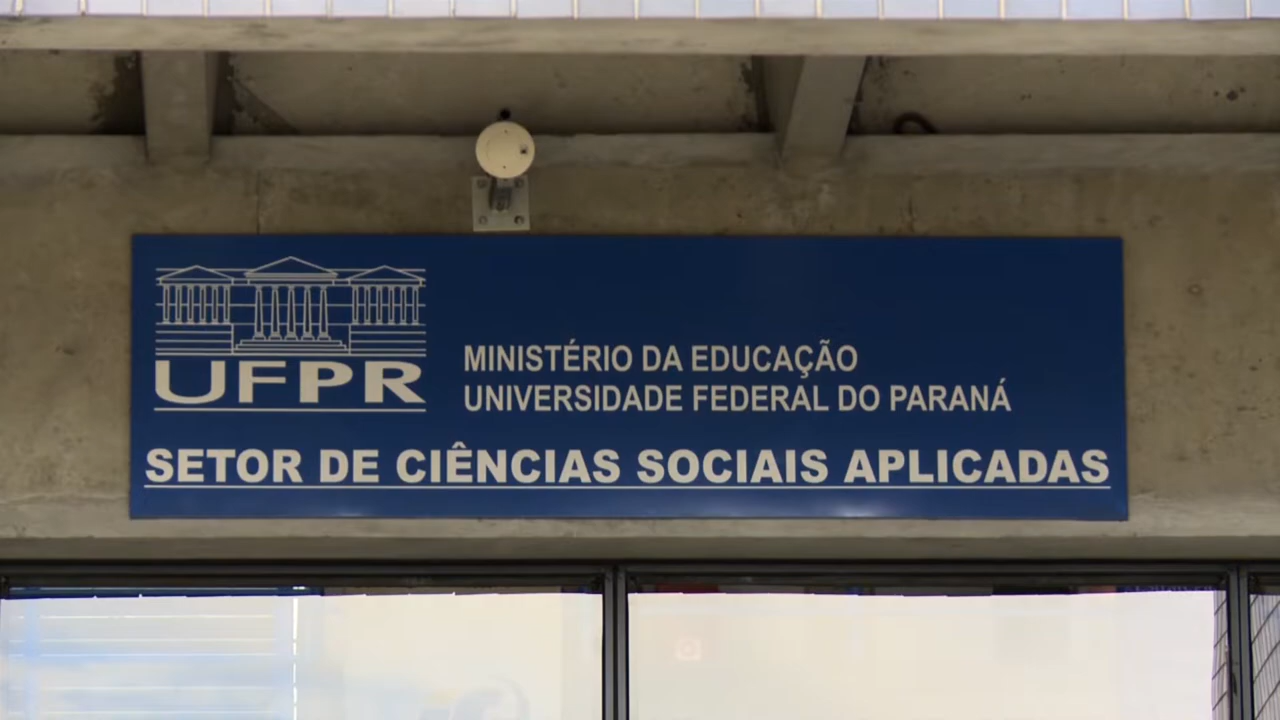 UFPR
MINISTÉRIO DA EDUCAÇÃO
UNIVERSIDADE FEDERAL DO PARANÁ
SETOR DE CIÊNCIAS SOCIAIS APLICADAS